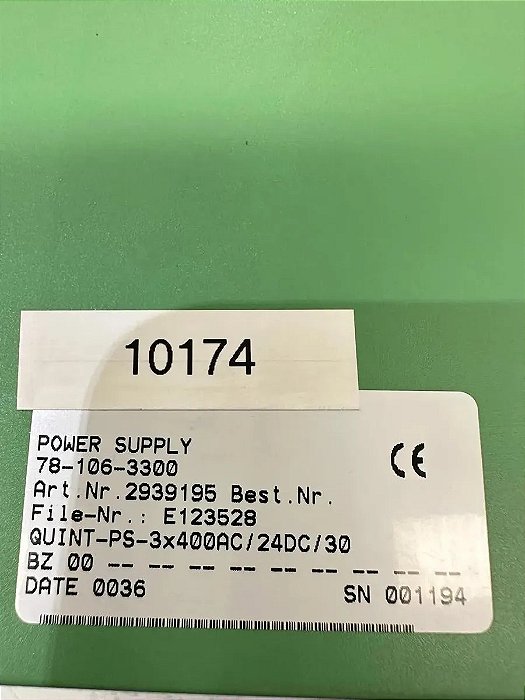 10174
POWER SUPPLY
78-106-3300
CE
Art.Nr.2939195 Best.Nr.
File-Nr.: E123528
QUINT-PS-3x400AC/24DC/30
BZ 00 -- -- -- -- -- -- -- -- -- --
DATE 0036
SN 001194